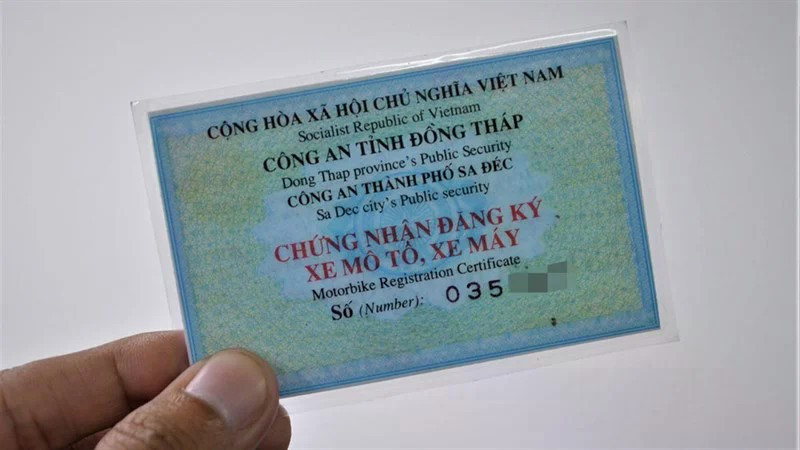 CỘNG HÒA XÃ HỘI CHỦ NGHĨA VIỆT NAM
Socialist Republic of Vietnam
CÔNG AN TỈNH ĐỒNG THÁP
Dong Thap province's Public Security
CÔNG AN THÀNH PHỐ SA ĐÉC
Sa Dec city's Public security
CHỨNG NHẬN ĐĂNG KÝ
XE MÔ TÔ, XE MÁY
Motorbike Registration Certificate
Số (Number): 035